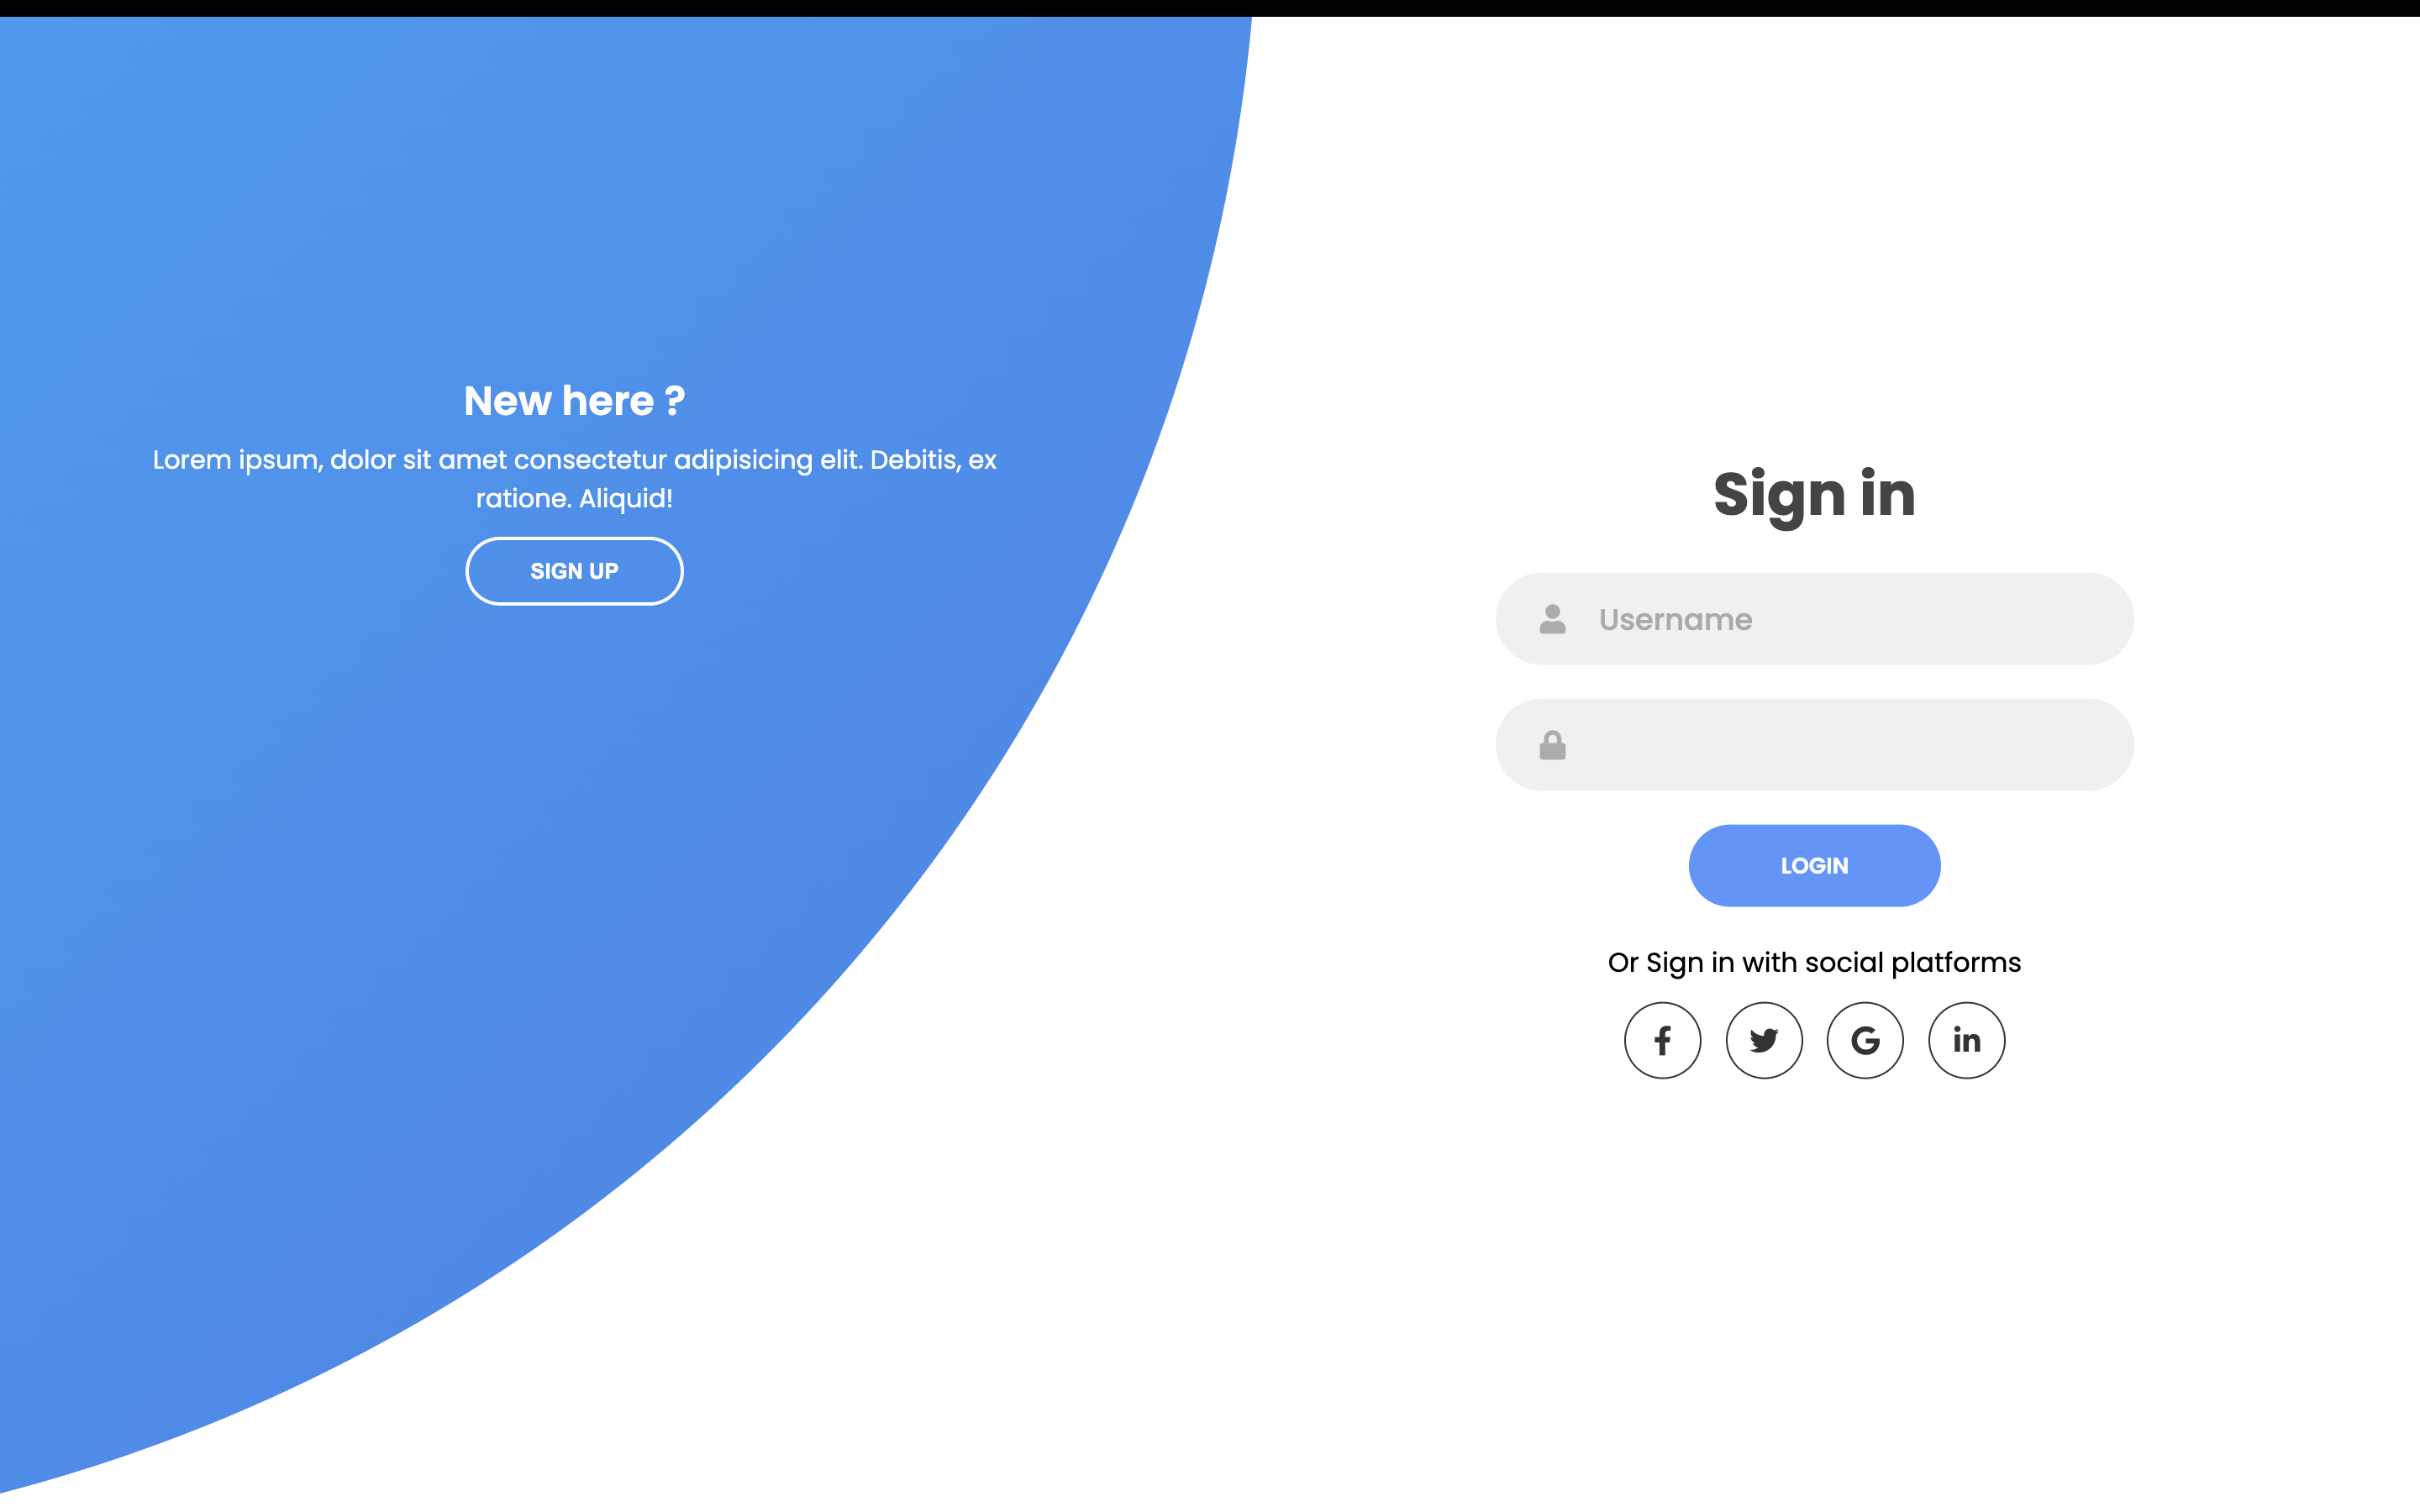 New here ?
Lorem ipsum, dolor sit amet consectetur adipisicing elit. Debitis, ex
ratione. Aliquid!
SIGN UP
Sign in
Username
LOGIN
Or Sign in with social platforms